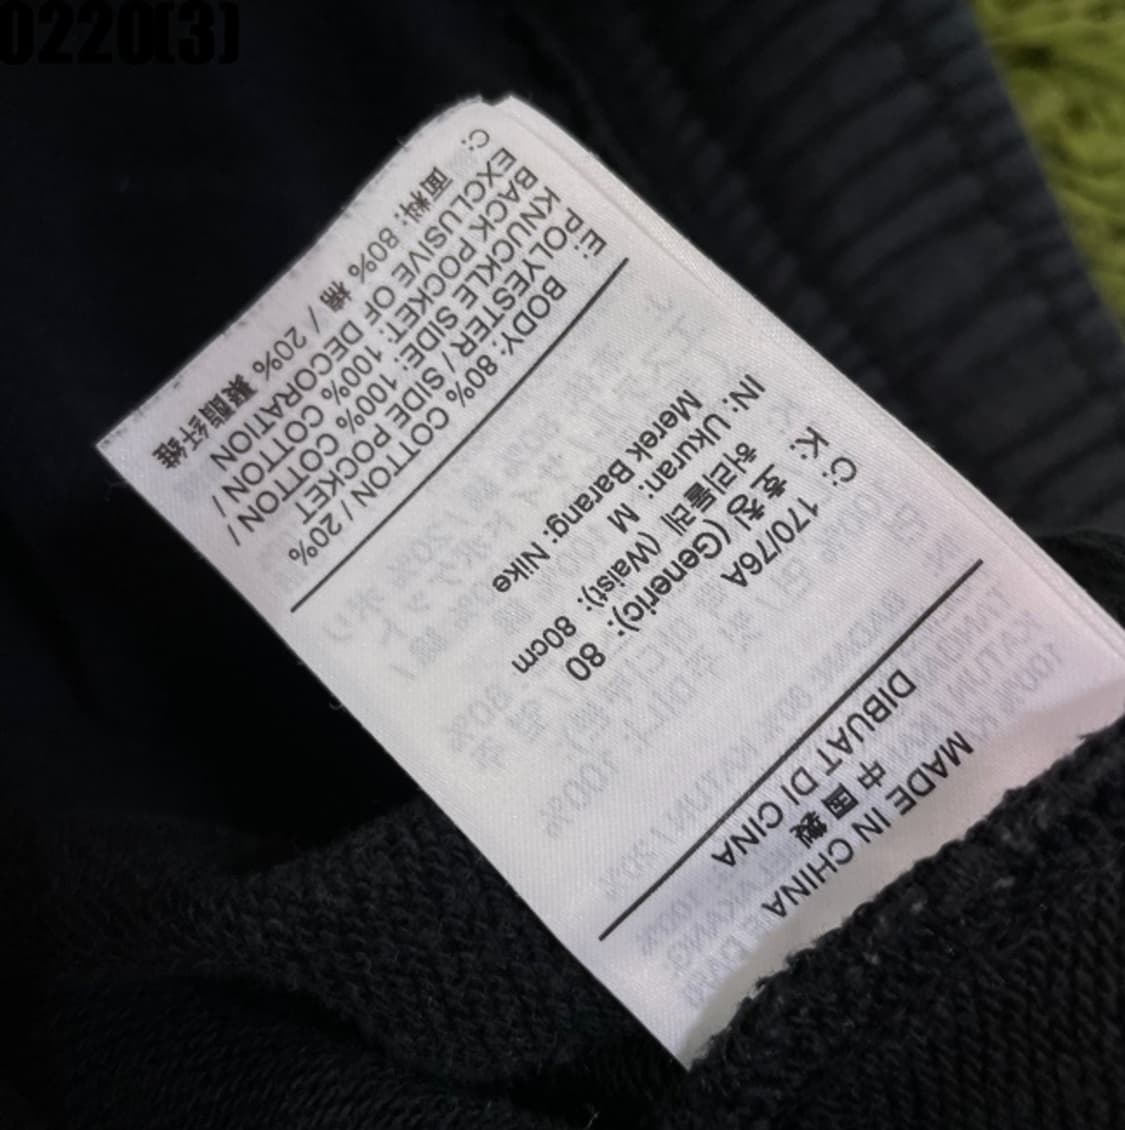 0220(3)
MADE IN CHINA
中国製
DIBUAT DI CINA
C: 170/76A
K: 호칭 (Generic): 80
허리둘레 (Waist): 80cm
IN: Ukuran: M
Merek Barang: Nike
E: BODY: 80% COTTON / 20%
POLYESTER / SIDE POCKET
KNUCKLE SIDE: 100% COTTON /
BACK POCKET: 100% COTTON /
EXCLUSIVE OF DECORATION
C: 面料: 80% 棉 / 20% 聚酯纤维